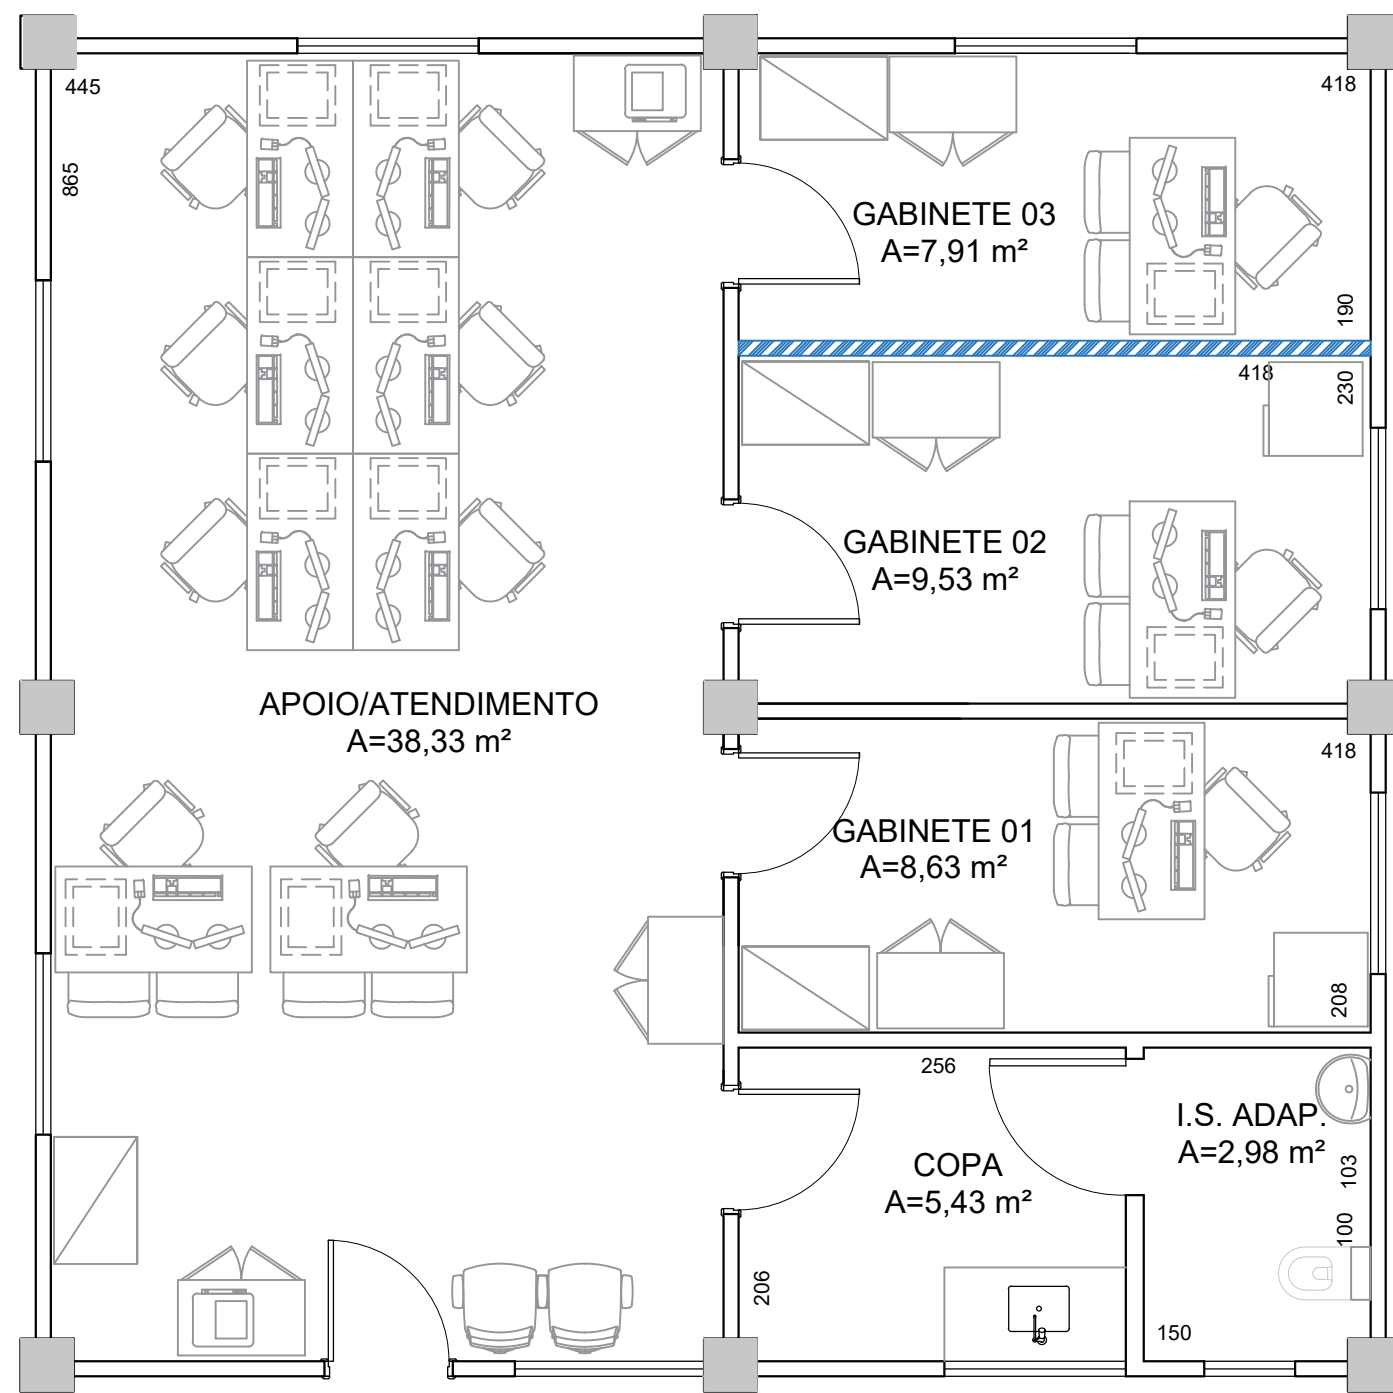 445
418
865
GABINETE 03
A=7,91 m²
190
418
230
GABINETE 02
A=9,53 m²
APOIO/ATENDIMENTO
A=38,33 m²
418
GABINETE 01
A=8,63 m²
208
256
I.S. ADAP.
A=2,98 m²
COPA
A=5,43 m²
103
100
206
150